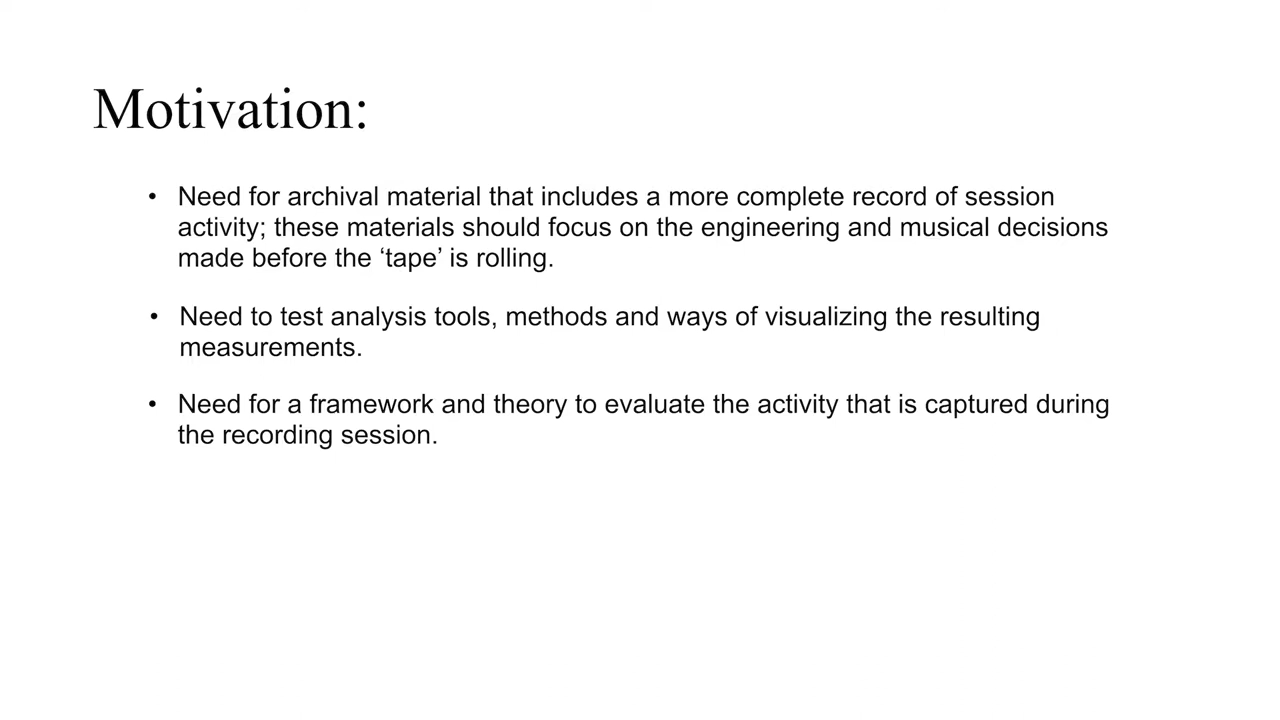 Motivation:
• Need for archival material that includes a more complete record of session
activity; these materials should focus on the engineering and musical decisions
made before the ‘tape’ is rolling.
• Need to test analysis tools, methods and ways of visualizing the resulting
measurements.
• Need for a framework and theory to evaluate the activity that is captured during
the recording session.